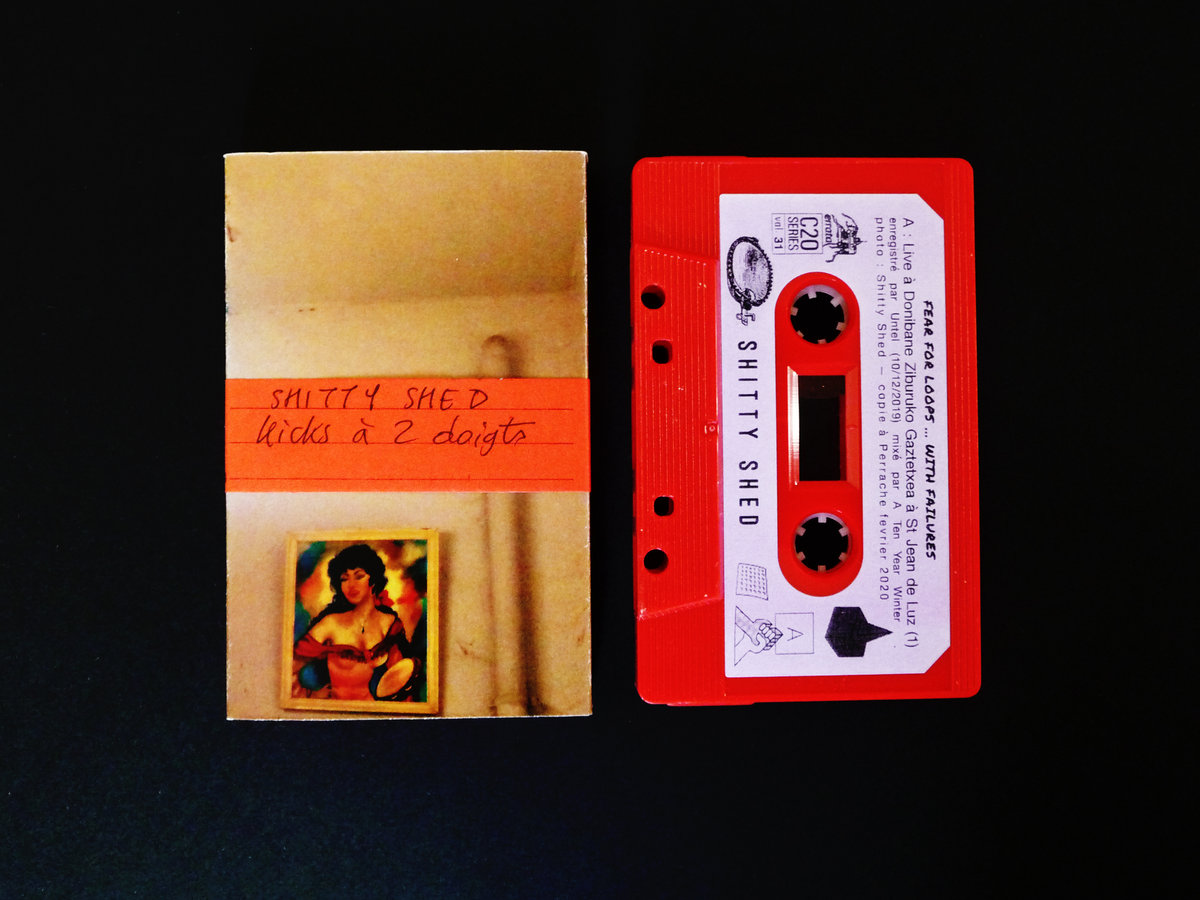 SHITTY SHED
kicks à 2 doigts
FEAR FOR LOOPS ... WITH FAILURES
A : Live à Donibane Ziburuko Gaztetxea à St Jean de Luz (1)
enregistré par Untel (10/12/2019) mixé par A Ten Year Winter
photo : Shitty Shed – copie à Perrache fevrier 2020
errata
C20
SERIES
vol. 31
SHITTY SHED
A